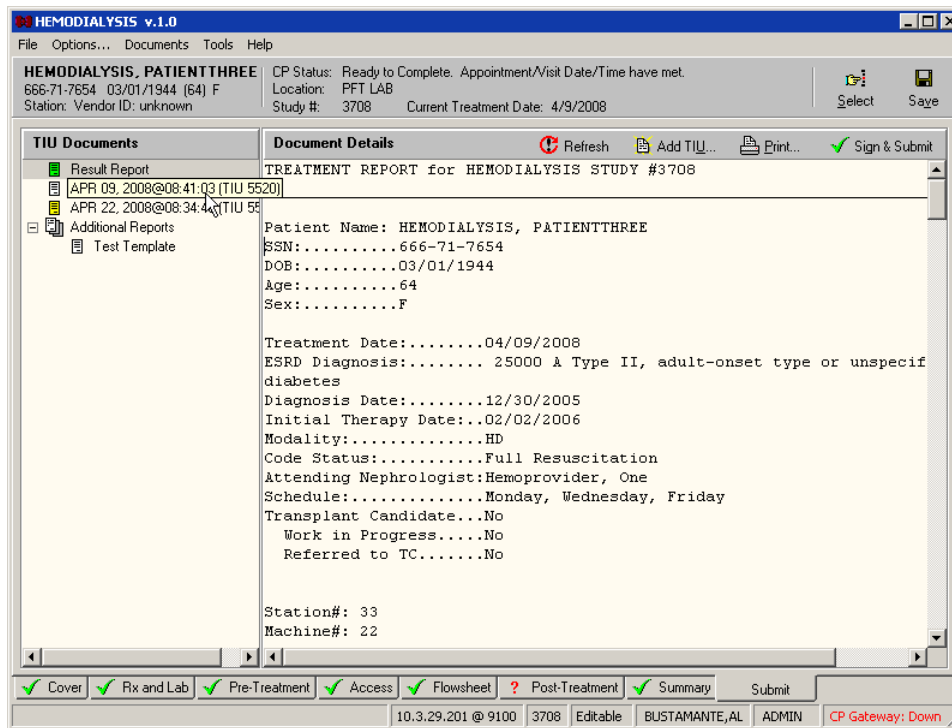 HEMODIALYSIS v.1.0
File Options... Documents Tools Help
HEMODIALYSIS, PATIENTTHREE
666-71-7654 03/01/1944 (64) F
Station: Vendor ID: unknown
CP Status: Ready to Complete. Appointment/Visit Date/Time have met.
Location: PFT LAB
Study #: 3708 Current Treatment Date: 4/9/2008
Select Save
TIU Documents
Result Report
APR 09, 2008@08:41:03 (TIU 5520)
APR 22, 2008@08:34:4 (TIU 55
Additional Reports
Test Template
Document Details
Refresh Add TIU... Print... Sign & Submit
TREATMENT REPORT for HEMODIALYSIS STUDY #3708
Patient Name: HEMODIALYSIS, PATIENTTHREE
SSN:..........666-71-7654
DOB:..........03/01/1944
Age:..........64
Sex:..........F
Treatment Date:........04/09/2008
ESRD Diagnosis:........ 25000 A Type II, adult-onset type or unspecif
diabetes
Diagnosis Date:........12/30/2005
Initial Therapy Date:..02/02/2006
Modality:..............HD
Code Status:...........Full Resuscitation
Attending Nephrologist:Hemoprovider, One
Schedule:..............Monday, Wednesday, Friday
Transplant Candidate...No
Work in Progress.....No
Referred to TC.......No
Station#: 33
Machine#: 22
Cover Rx and Lab Pre-Treatment Access Flowsheet ? Post-Treatment Summary Submit
10.3.29.201 @ 9100 3708 Editable BUSTAMANTE,AL ADMIN CP Gateway: Down